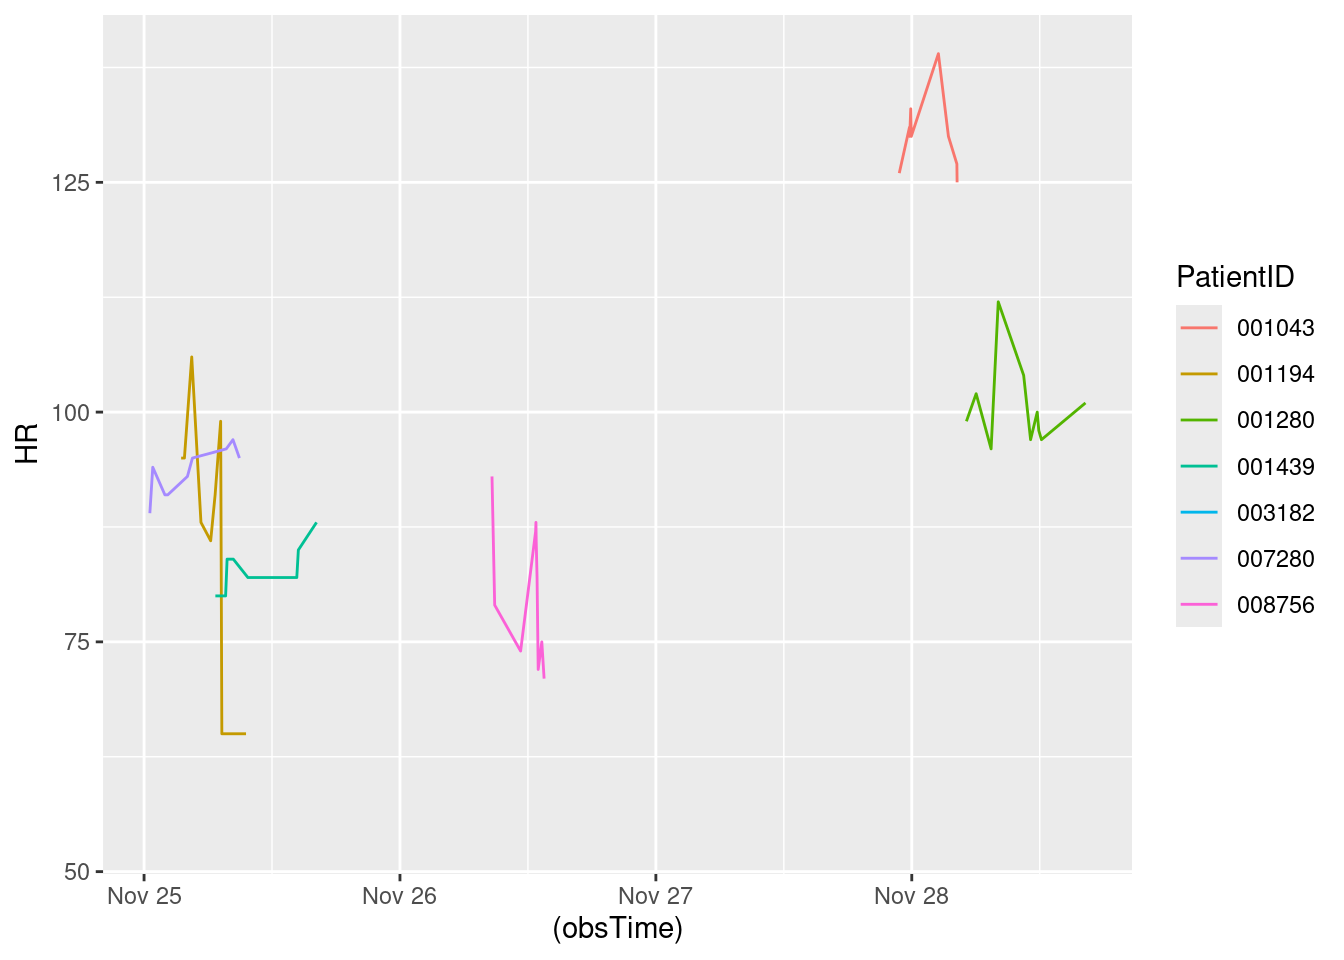 HR
125
100
75
50
Nov 25
Nov 26
Nov 27
Nov 28
(obsTime)
PatientID
001043
001194
001280
001439
003182
007280
008756